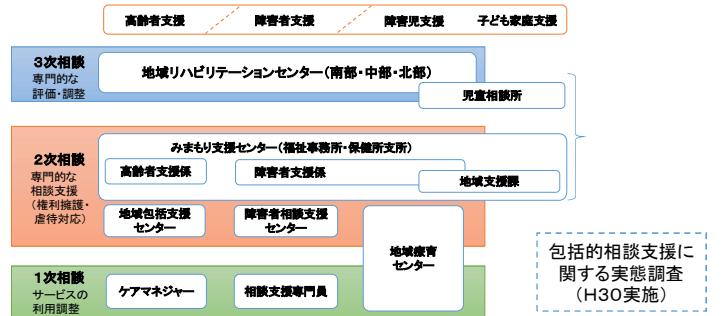 高齢者支援 障害者支援 障害児支援 子ども家庭支援
3次相談
専門的な
評価・調整
地域リハビリテーションセンター（南部・中部・北部）
児童相談所
2次相談
専門的な
相談支援
（権利擁護・
虐待対応）
みまもり支援センター（福祉事務所・保健所支所）
高齢者支援係
障害者支援係
地域支援課
地域包括支援
センター
障害者相談支援
センター
地域療育
センター
1次相談
サービスの
利用調整
ケアマネジャー
相談支援専門員
包括的相談支援に
関する実態調査
（H30実施）